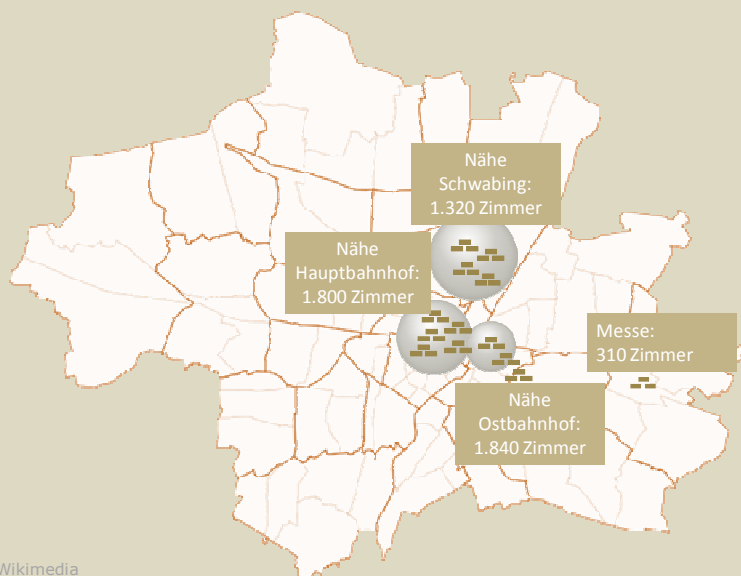 Nähe
Schwabing:
1.320 Zimmer
Nähe
Hauptbahnhof:
1.800 Zimmer
Messe:
310 Zimmer
Nähe
Ostbahnhof:
1.840 Zimmer
Wikimedia